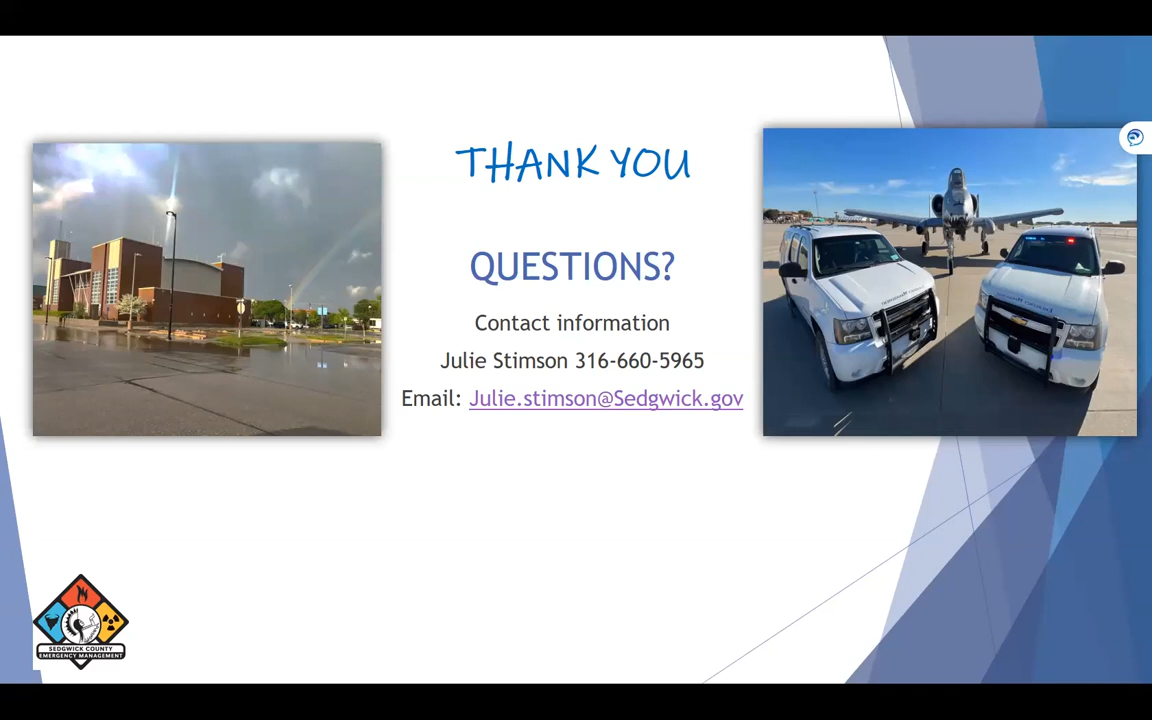 THANK YOU
QUESTIONS?
Contact information
Julie Stimson 316-660-5965
Email: Julie.stimson@Sedgwick.gov
SEDGWICK COUNTY
EMERGENCY MANAGEMENT